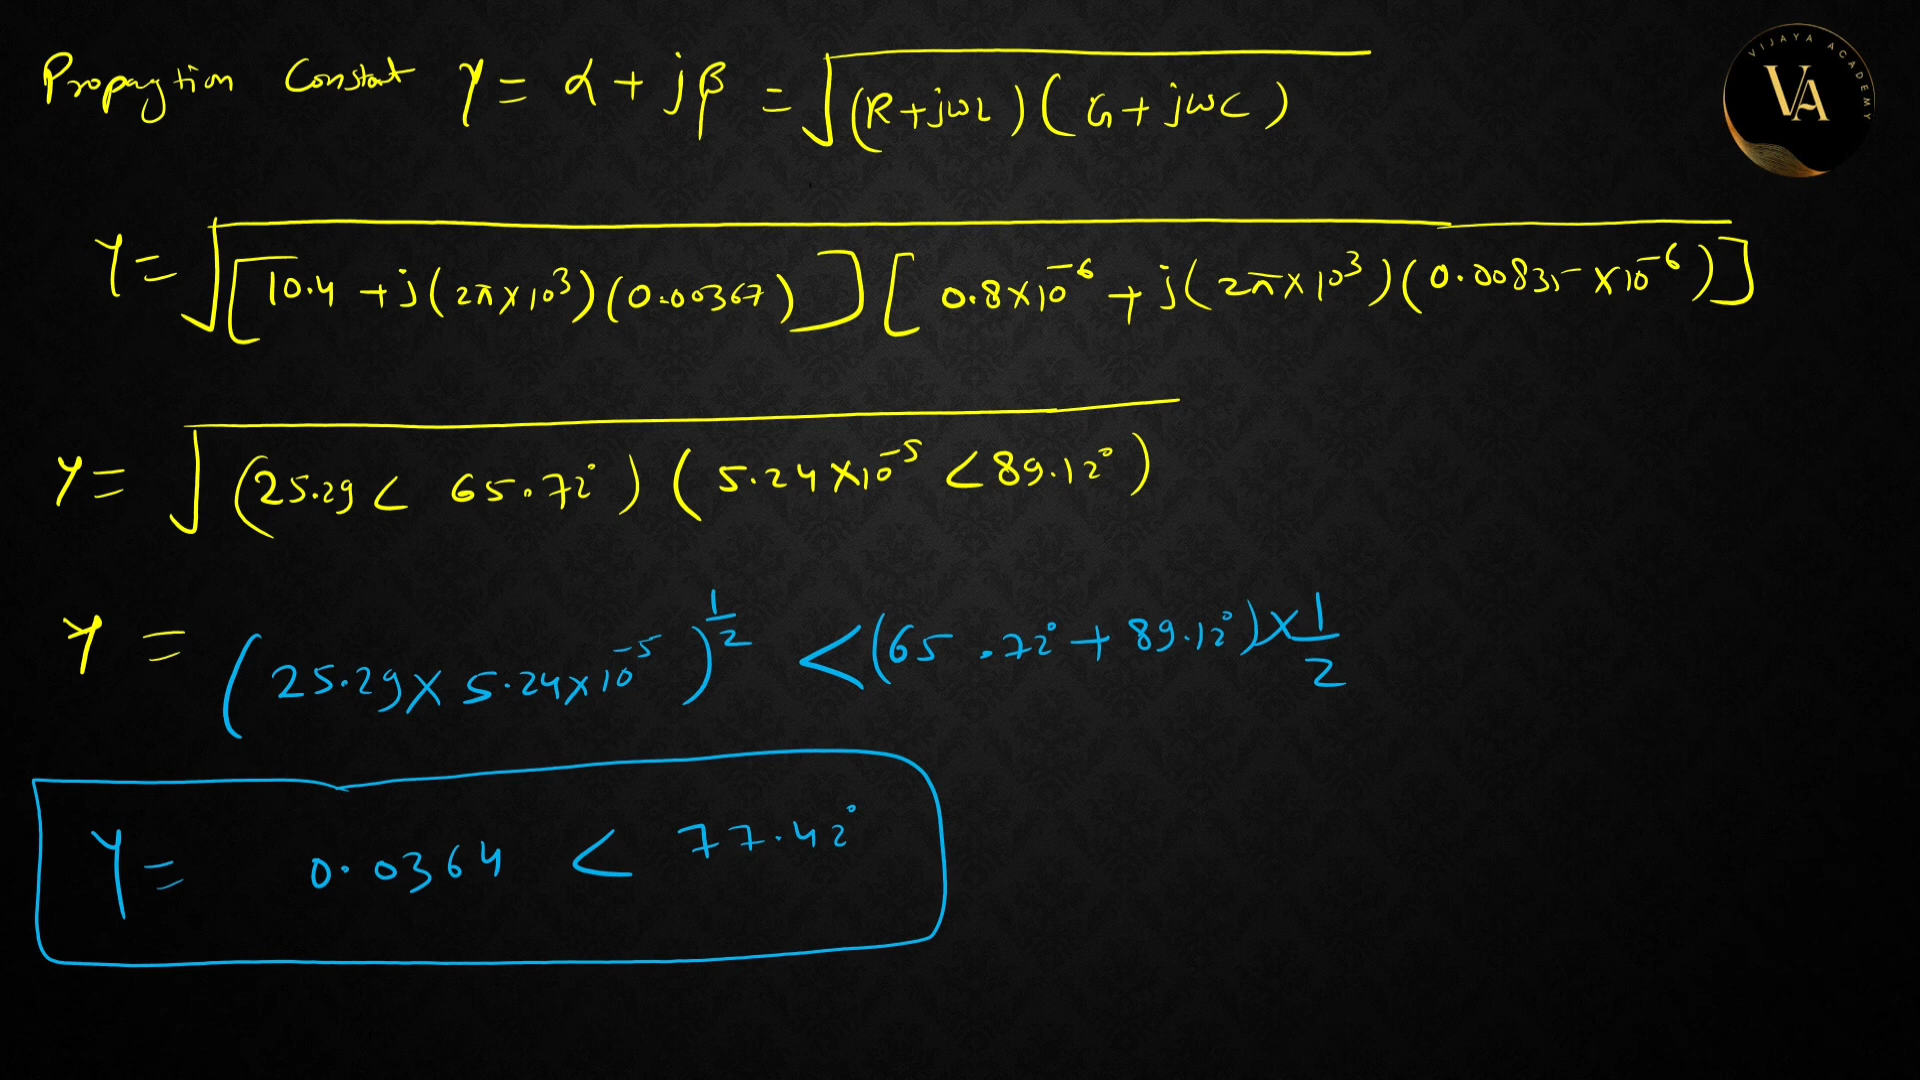 Propagtion Constant γ = α + jβ = √(R+jωL)(G+jωC)
VIJAYA ACADEMY
VA
γ = √[10.4 + j(2π×10³)(0.00367)][0.8×10⁻⁶ + j(2π×10³)(0.00835×10⁻⁶)]
γ = √(25.29 < 65.72°)(5.24×10⁻⁵ < 89.12°)
γ = (25.29 × 5.24×10⁻⁵)^1/2 < (65.72° + 89.12°) × 1/2
γ = 0.0364 < 77.42°